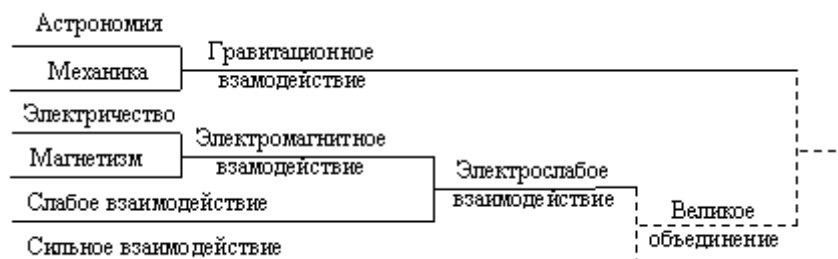 Астрономия
Гравитационное
Механика
взамодействие
Электричество
Электромагнитное
Магнетизм
взамодействие
Электрослабое
Слабое взаимодействие
взаимодействие
Великое
Сильное взаимодействие
объединение